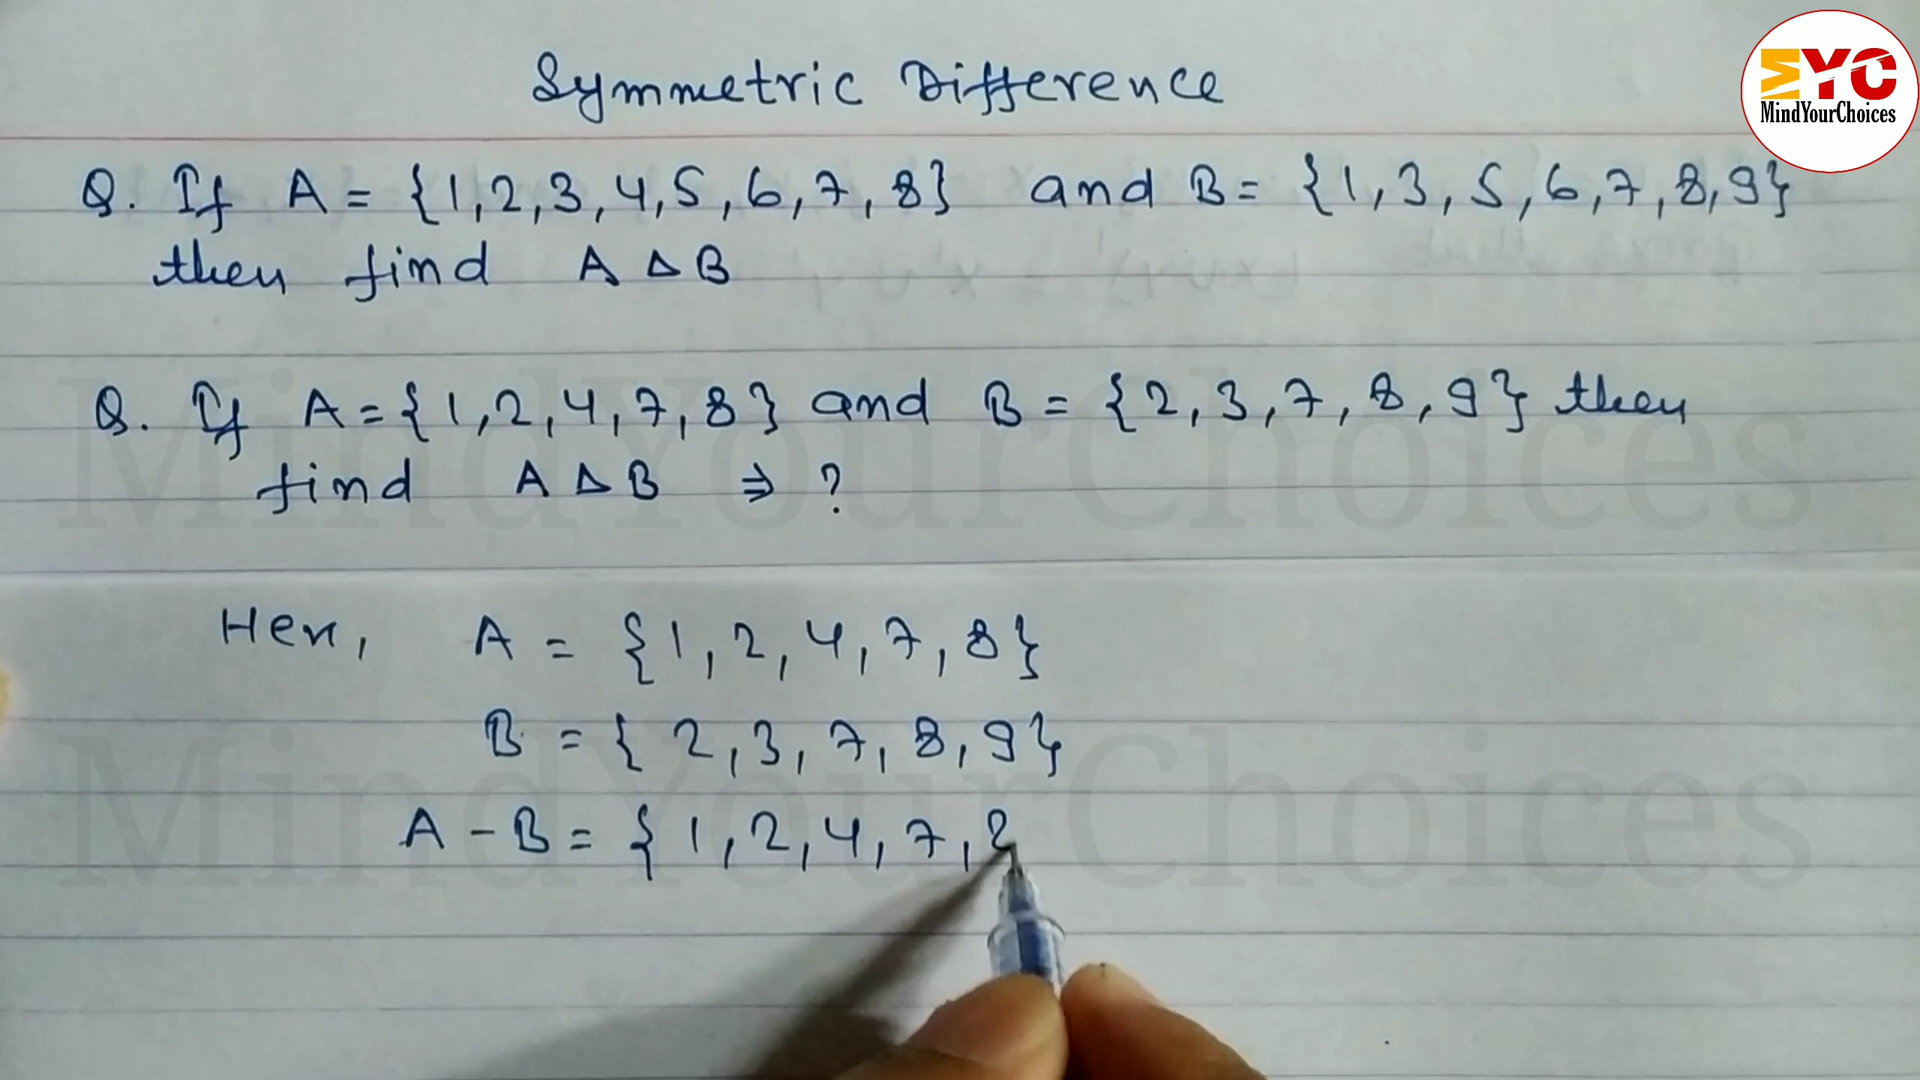 MYC
MindYourChoices
Symmetric Difference
Q. If A = {1,2,3,4,5,6,7,8} and B = {1,3,5,6,7,8,9}
then find A Δ B
Q. If A = {1,2,4,7,8} and B = {2,3,7,8,9} then
find A Δ B ⇒ ?
MindYourChoices
Here, A = {1,2,4,7,8}
B = {2,3,7,8,9}
MindYourChoices
A - B = {1,2,4,7,